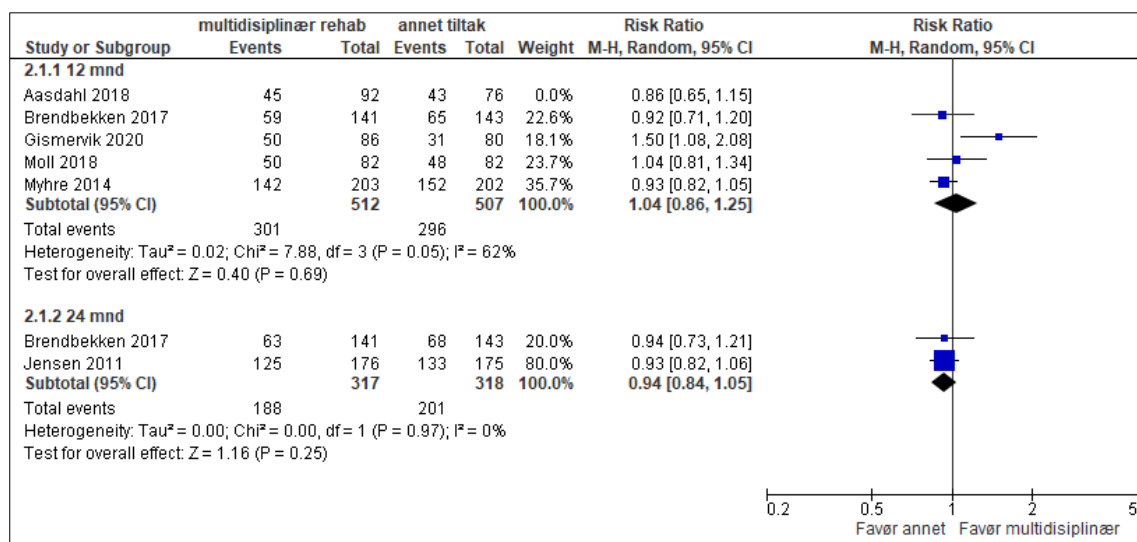 multidisiplinær rehab annet tiltak Risk Ratio Risk Ratio
Study or Subgroup Events Total Events Total Weight M-H, Random, 95% CI M-H, Random, 95% CI
2.1.1 12 mnd
Aasdahl 2018 45 92 43 76 0.0% 0.86 [0.65, 1.15]
Brendbekken 2017 59 141 65 143 22.6% 0.92 [0.71, 1.20]
Gismervik 2020 50 86 31 80 18.1% 1.50 [1.08, 2.08]
Moll 2018 50 82 48 82 23.7% 1.04 [0.81, 1.34]
Myhre 2014 142 203 152 202 35.7% 0.93 [0.82, 1.05]
Subtotal (95% CI) 512 507 100.0% 1.04 [0.86, 1.25]
Total events 301 296
Heterogeneity: Tau² = 0.02; Chi² = 7.88, df = 3 (P = 0.05); I² = 62%
Test for overall effect: Z = 0.40 (P = 0.69)
2.1.2 24 mnd
Brendbekken 2017 63 141 68 143 20.0% 0.94 [0.73, 1.21]
Jensen 2011 125 176 133 175 80.0% 0.93 [0.82, 1.06]
Subtotal (95% CI) 317 318 100.0% 0.94 [0.84, 1.05]
Total events 188 201
Heterogeneity: Tau² = 0.00; Chi² = 0.00, df = 1 (P = 0.97); I² = 0%
Test for overall effect: Z = 1.16 (P = 0.25)
0.2 0.5 1 2 5
Favør annet Favør multidisiplinær